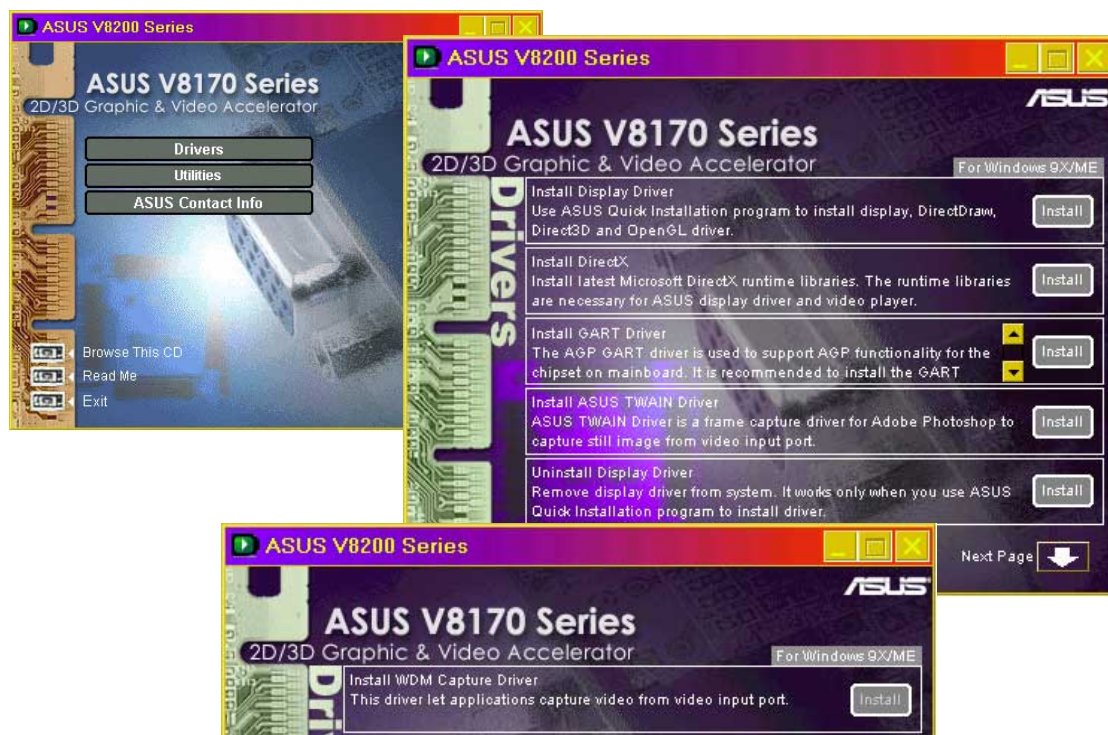 ASUS V8200 Series
ASUS V8170 Series
2D/3D Graphic & Video Accelerator
Drivers
Utilities
ASUS Contact Info
Browse This CD
Read Me
Exit
ASUS V8200 Series
ASUS
ASUS V8170 Series
2D/3D Graphic & Video Accelerator
For Windows 9X/ME
Drivers
Install Display Driver
Use ASUS Quick Installation program to install display, DirectDraw,
Direct3D and OpenGL driver.
Install
Install DirectX
Install latest Microsoft DirectX runtime libraries. The runtime libraries
are necessary for ASUS display driver and video player.
Install
Install GART Driver
The AGP GART driver is used to support AGP functionality for the
chipset on mainboard. It is recommended to install the GART
Install
Install ASUS TWAIN Driver
ASUS TWAIN Driver is a frame capture driver for Adobe Photoshop to
capture still image from video input port.
Install
Uninstall Display Driver
Remove display driver from system. It works only when you use ASUS
Quick Installation program to install driver.
Install
Next Page
ASUS V8200 Series
ASUS
ASUS V8170 Series
2D/3D Graphic & Video Accelerator
For Windows 9X/ME
Dri
Install WDM Capture Driver
This driver let applications capture video from video input port.
Install